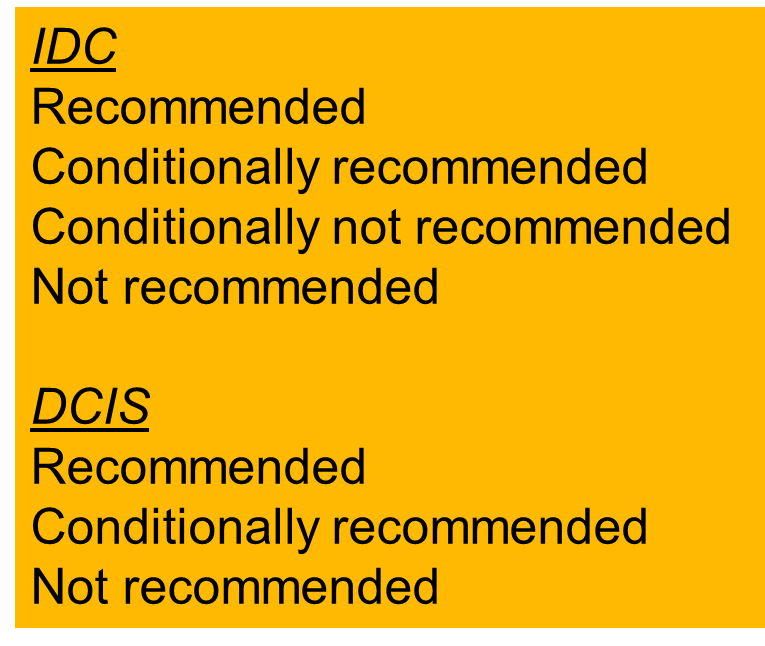 IDC
Recommended
Conditionally recommended
Conditionally not recommended
Not recommended
DCIS
Recommended
Conditionally recommended
Not recommended